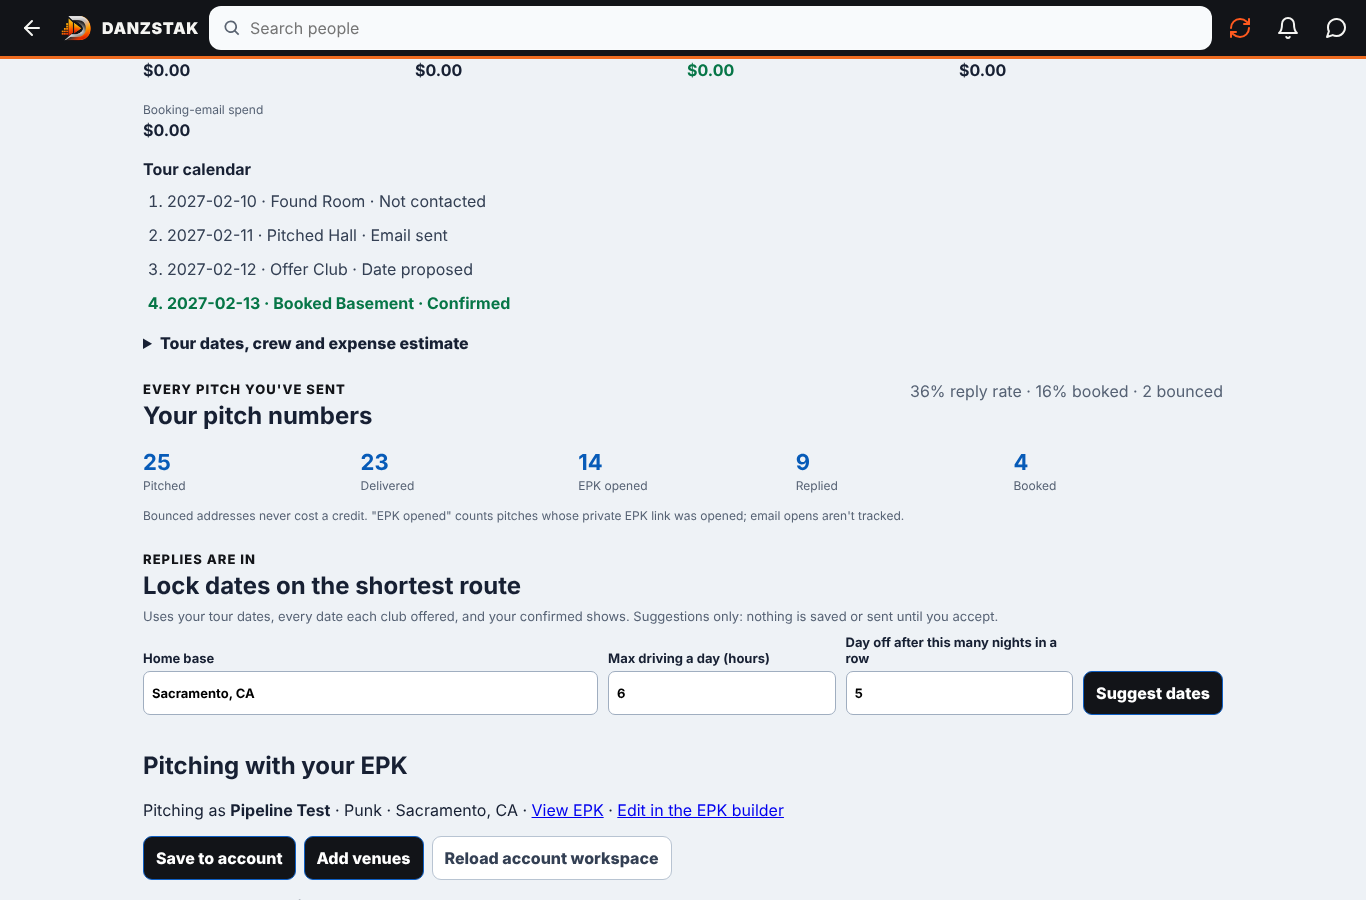 DANZSTAK
Search people
$0.00 $0.00 $0.00 $0.00
Booking-email spend
$0.00
Tour calendar
1. 2027-02-10 · Found Room · Not contacted
2. 2027-02-11 · Pitched Hall · Email sent
3. 2027-02-12 · Offer Club · Date proposed
4. 2027-02-13 · Booked Basement · Confirmed
Tour dates, crew and expense estimate
EVERY PITCH YOU'VE SENT
36% reply rate · 16% booked · 2 bounced
Your pitch numbers
25 23 14 9 4
Pitched Delivered EPK opened Replied Booked
Bounced addresses never cost a credit. "EPK opened" counts pitches whose private EPK link was opened; email opens aren't tracked.
REPLIES ARE IN
Lock dates on the shortest route
Uses your tour dates, every date each club offered, and your confirmed shows. Suggestions only: nothing is saved or sent until you accept.
Home base
Max driving a day (hours)
Day off after this many nights in a
row
Sacramento, CA
6
5
Suggest dates
Pitching with your EPK
Pitching as Pipeline Test · Punk · Sacramento, CA · View EPK · Edit in the EPK builder
Save to account
Add venues
Reload account workspace